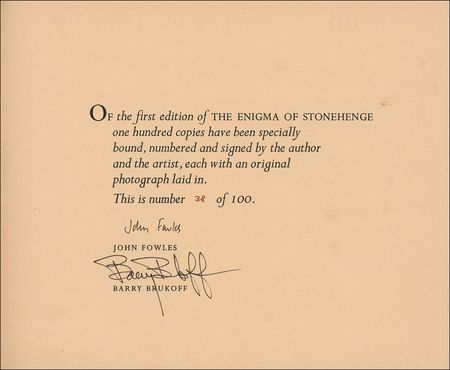 OF the first edition of THE ENIGMA OF STONEHENGE
one hundred copies have been specially
bound, numbered and signed by the author
and the artist, each with an original
photograph laid in.
This is number 38 of 100.
John Fowles
JOHN FOWLES
Barry Brukoff
BARRY BRUKOFF